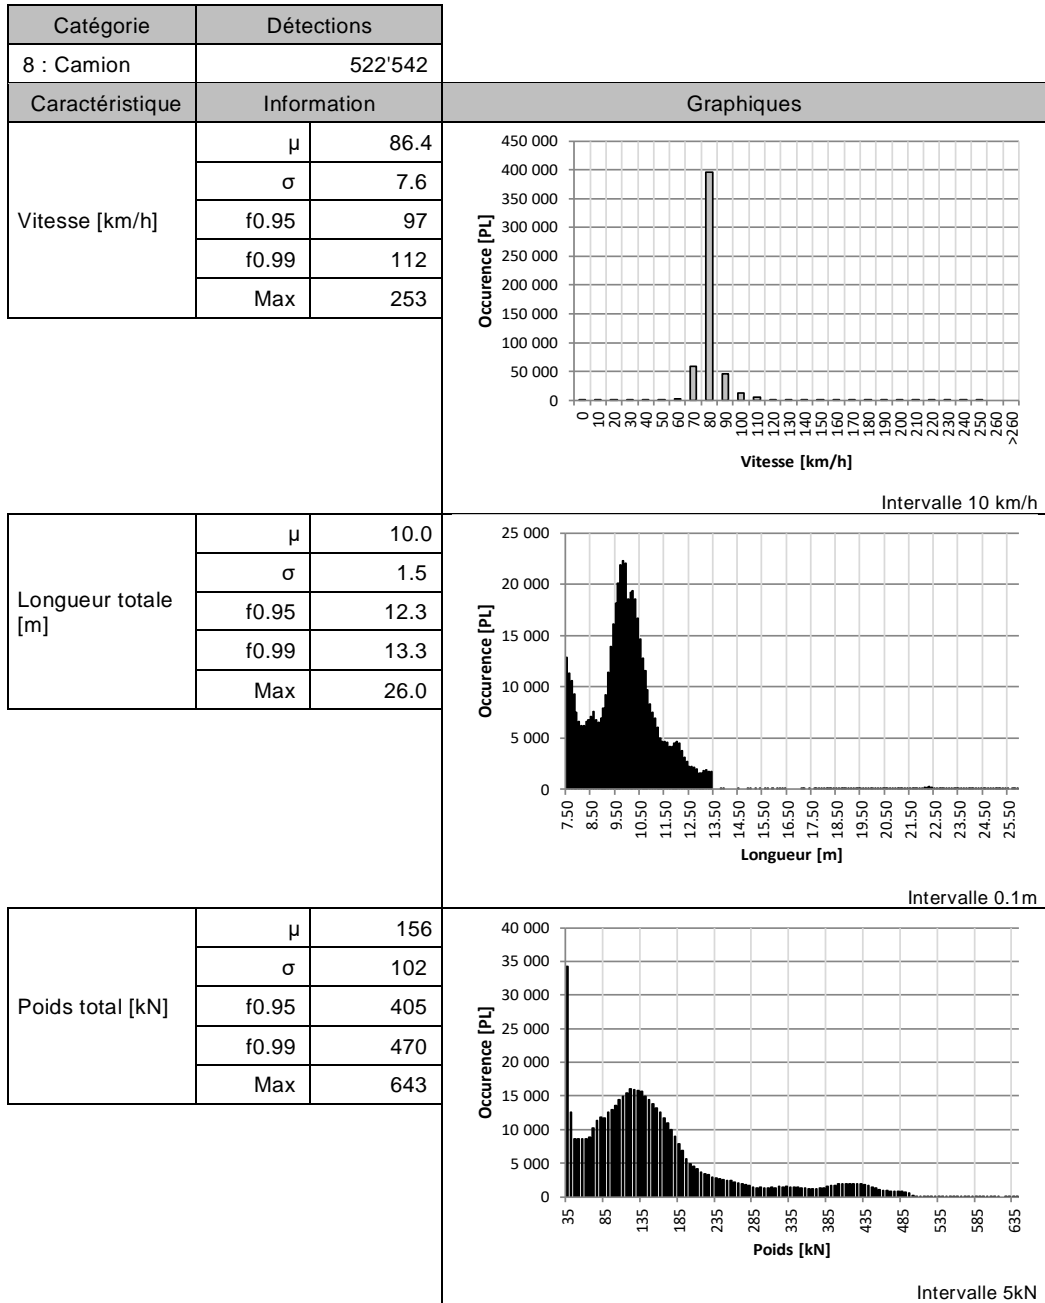 Catégorie Détections
8 : Camion 522'542
Caractéristique Information Graphiques
Vitesse [km/h]
µ 86.4
σ 7.6
f0.95 97
f0.99 112
Max 253
450 000
400 000
350 000
300 000
250 000
200 000
150 000
100 000
50 000
0
Occurence [PL]
0 10 20 30 40 50 60 70 80 90 100 110 120 130 140 150 160 170 180 190 200 210 220 230 240 250 260 >260
Vitesse [km/h]
Intervalle 10 km/h
Longueur totale
[m]
µ 10.0
σ 1.5
f0.95 12.3
f0.99 13.3
Max 26.0
25 000
20 000
15 000
10 000
5 000
0
Occurence [PL]
7.50 8.50 9.50 10.50 11.50 12.50 13.50 14.50 15.50 16.50 17.50 18.50 19.50 20.50 21.50 22.50 23.50 24.50 25.50
Longueur [m]
Intervalle 0.1m
Poids total [kN]
µ 156
σ 102
f0.95 405
f0.99 470
Max 643
40 000
35 000
30 000
25 000
20 000
15 000
10 000
5 000
0
Occurence [PL]
35 85 135 185 235 285 335 385 435 485 535 585 635
Poids [kN]
Intervalle 5kN